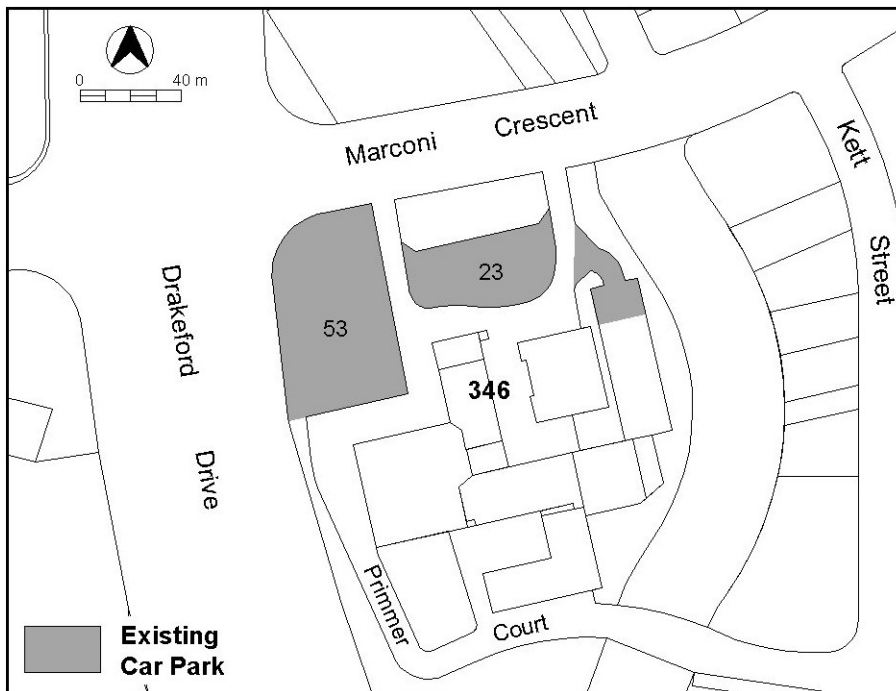 0 40 m
Marconi Crescent
Kett
Street
Drakeford
Drive
23
53
346
Primmer
Court
Existing
Car Park